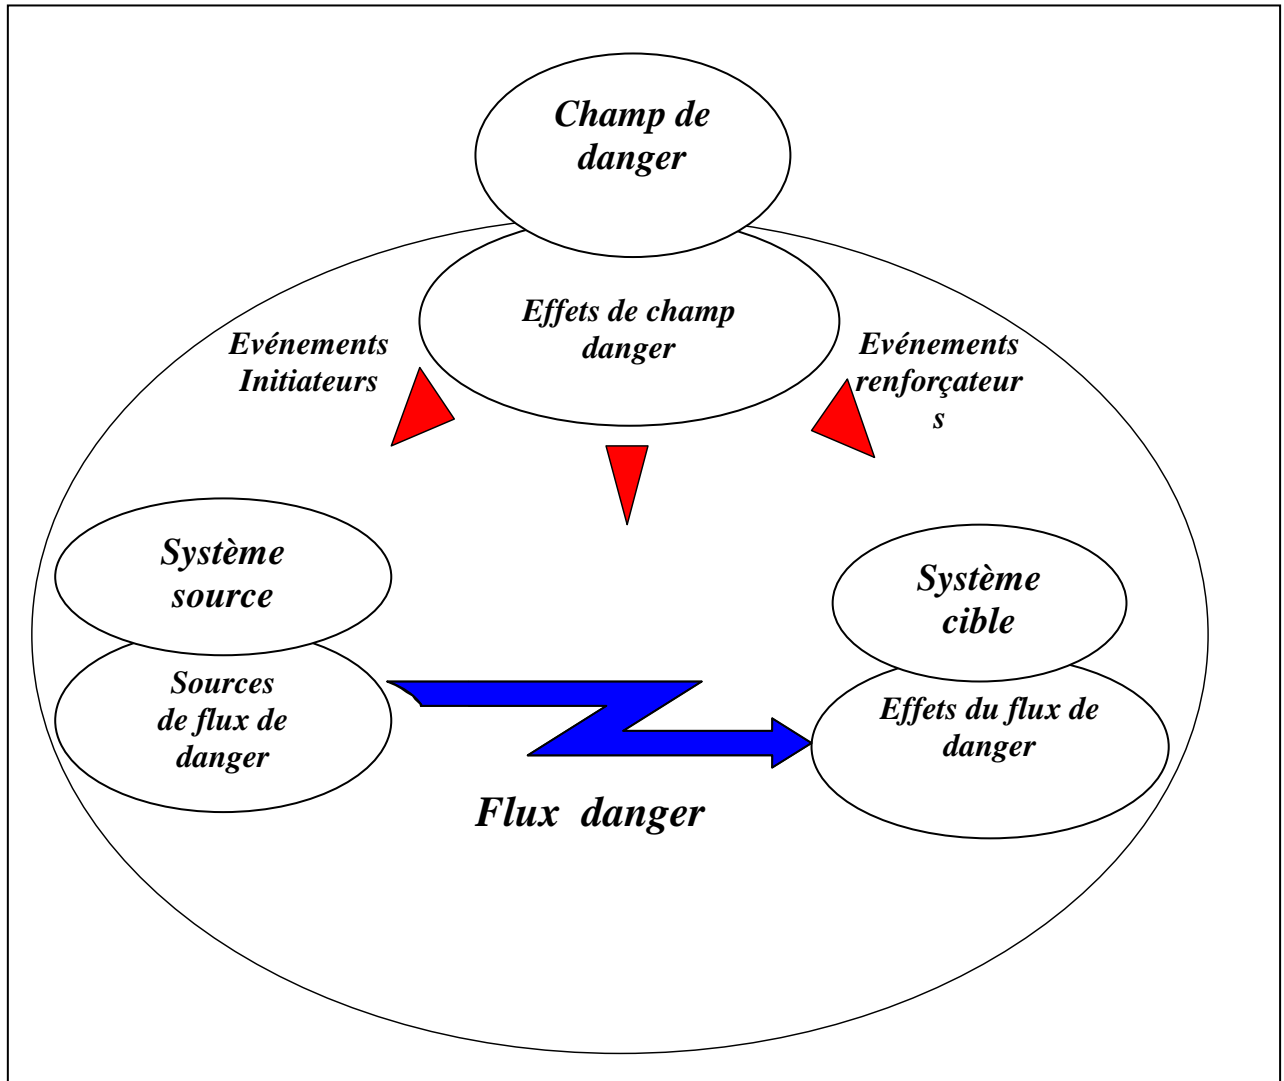 Champ de
danger
Effets de champ
danger
Evénements
Initiateurs
Evénements
renforçateur
s
Système
source
Sources
de flux de
danger
Système
cible
Effets du flux de
danger
Flux danger